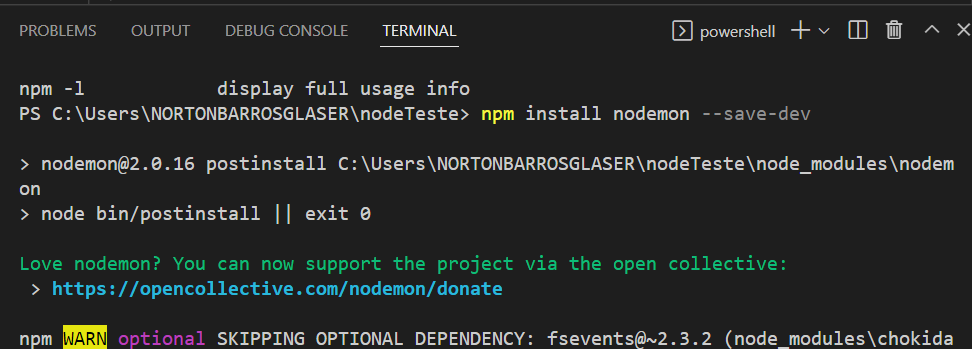 PROBLEMS OUTPUT DEBUG CONSOLE TERMINAL powershell
npm -l display full usage info
PS C:\Users\NORTONBARROSGLASER\nodeTeste> npm install nodemon --save-dev
> nodemon@2.0.16 postinstall C:\Users\NORTONBARROSGLASER\nodeTeste\node_modules\nodem
on
> node bin/postinstall || exit 0
Love nodemon? You can now support the project via the open collective:
> https://opencollective.com/nodemon/donate
npm WARN optional SKIPPING OPTIONAL DEPENDENCY: fsevents@~2.3.2 (node_modules\chokida